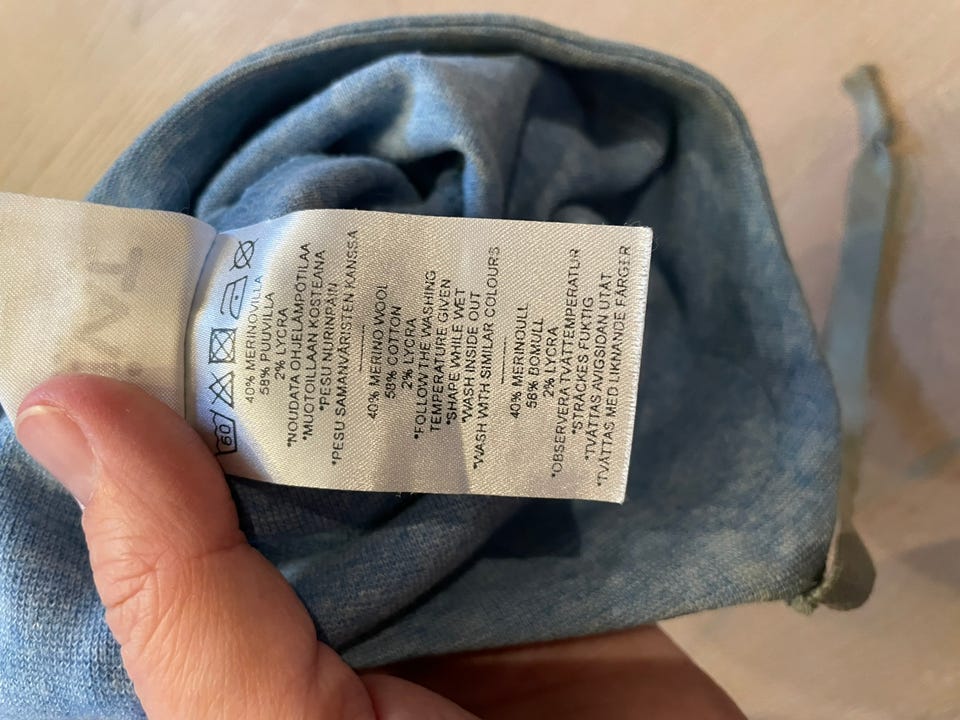 60
40% MERINOVILLA
58% PUUVILLA
2% LYCRA
*NOUDATA OHJELÄMPÖTILAA
*MUOTOILLAAN KOSTEANA
*PESU NURINPÄIN
*PESU SAMANVÄRISTEN KANSSA
40% MERINO WOOL
58% COTTON
2% LYCRA
*FOLLOW THE WASHING
TEMPERATURE GIVEN
*SHAPE WHILE WET
*WASH INSIDE OUT
*WASH WITH SIMILAR COLOURS
40% MERINOULL
58% BOMULL
2% LYCRA
*OBSERVERA TVÄTTEMPERATUR
*STRÄCKES FUKTIG
*TVÄTTAS AVIGSIDAN UTÅT
*TVÄTTAS MED LIKNANDE FÄRGER